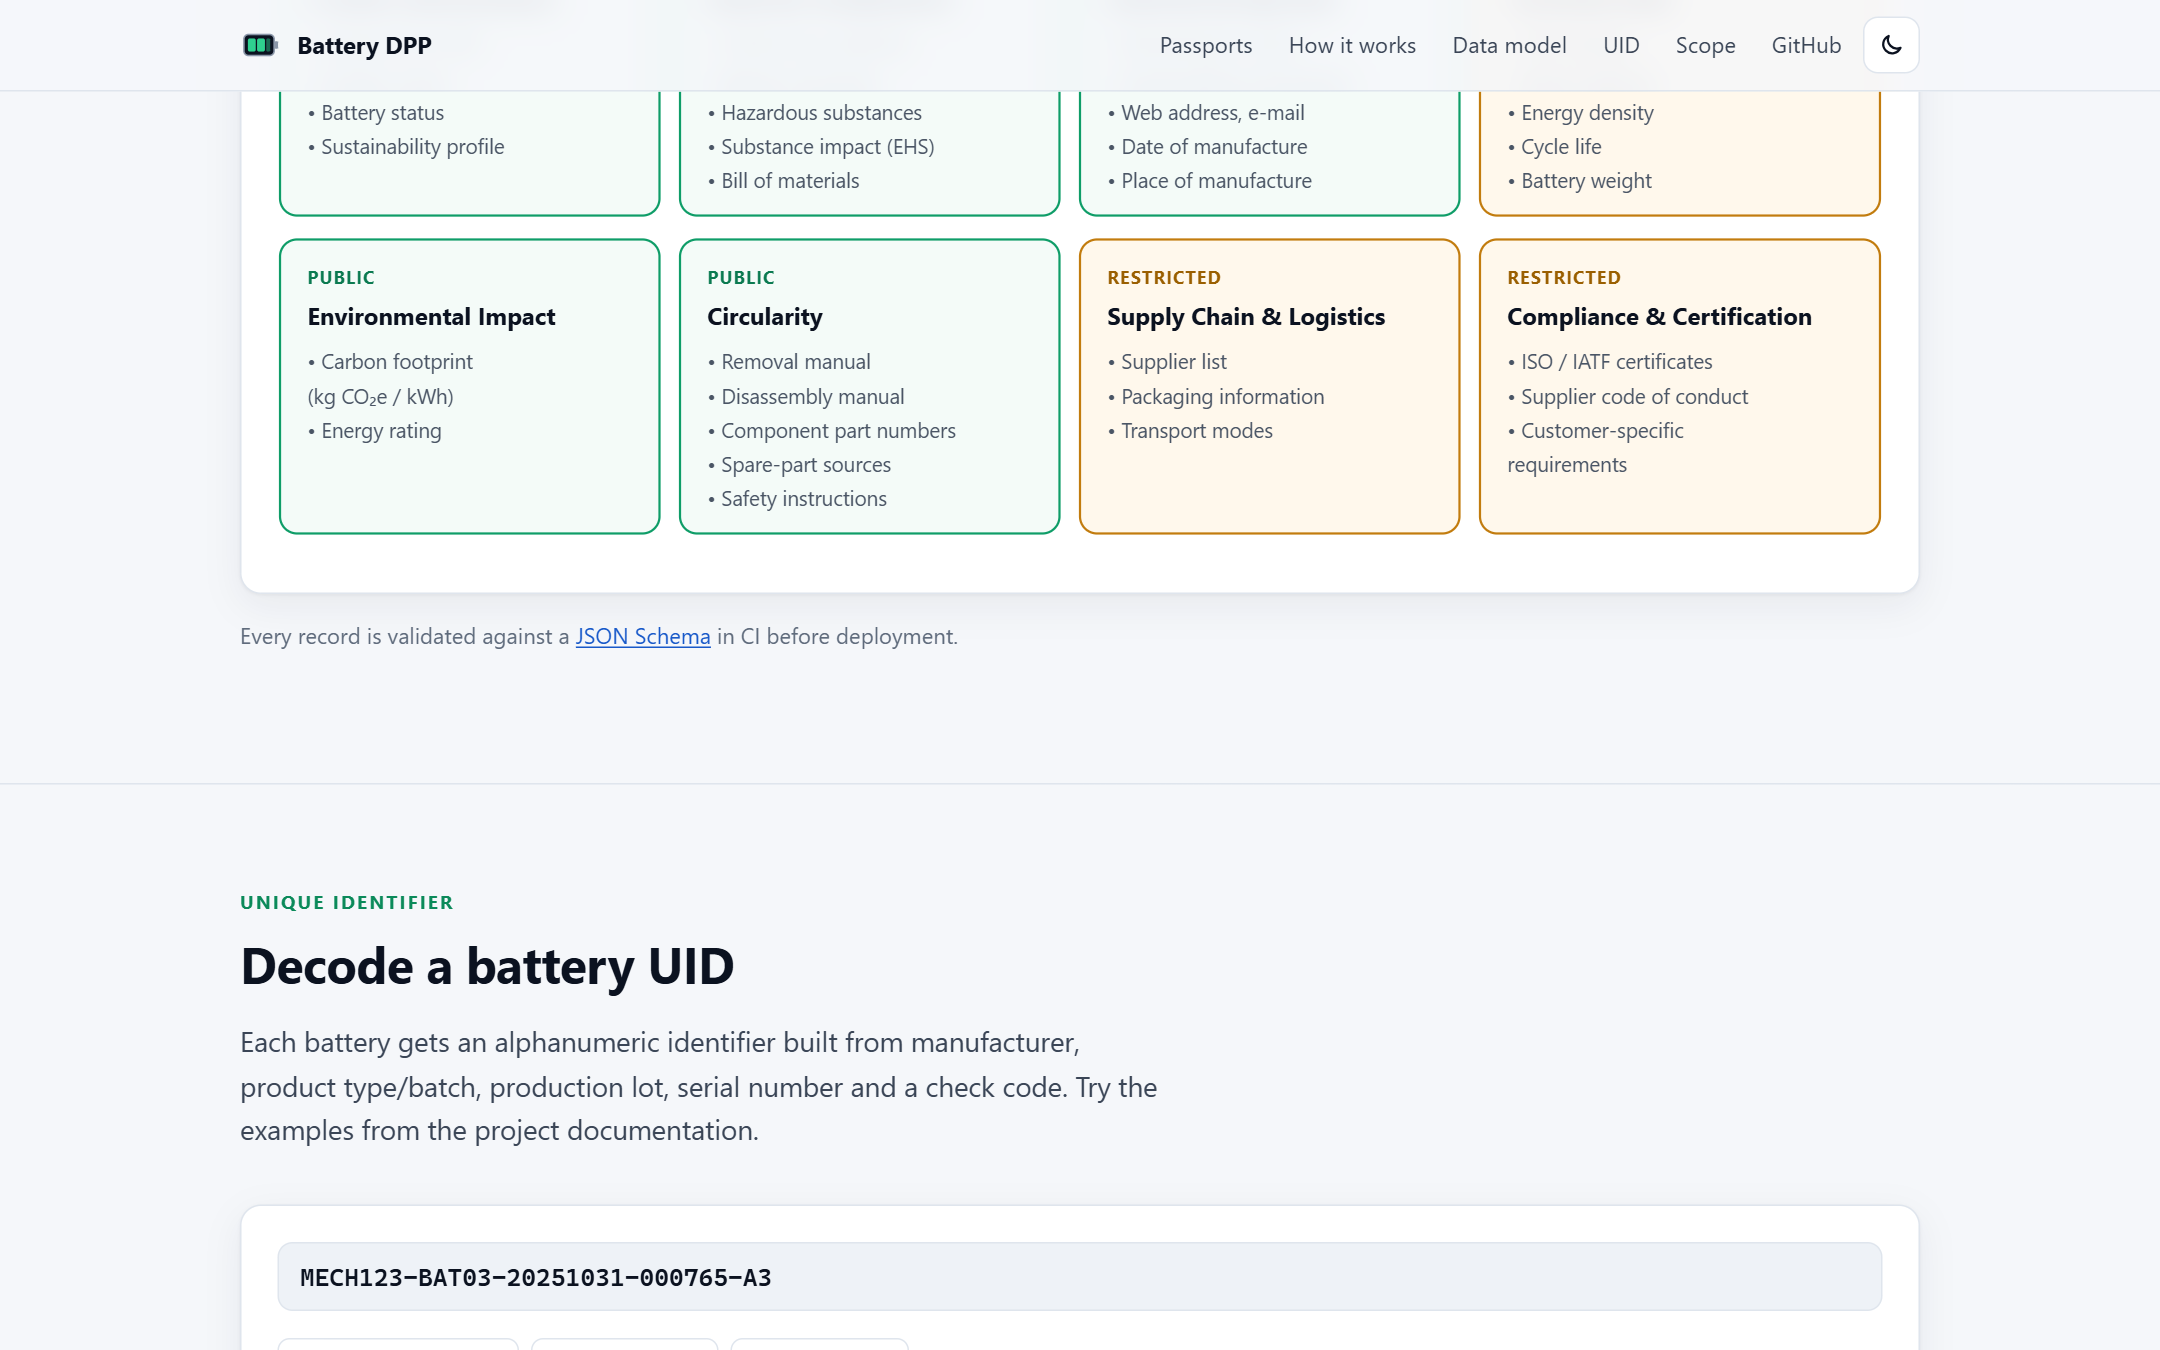 Battery DPP
Passports
How it works
Data model
UID
Scope
GitHub
• Battery status
• Sustainability profile
• Hazardous substances
• Substance impact (EHS)
• Bill of materials
• Web address, e-mail
• Date of manufacture
• Place of manufacture
• Energy density
• Cycle life
• Battery weight
PUBLIC
Environmental Impact
• Carbon footprint
(kg CO₂e / kWh)
• Energy rating
PUBLIC
Circularity
• Removal manual
• Disassembly manual
• Component part numbers
• Spare-part sources
• Safety instructions
RESTRICTED
Supply Chain & Logistics
• Supplier list
• Packaging information
• Transport modes
RESTRICTED
Compliance & Certification
• ISO / IATF certificates
• Supplier code of conduct
• Customer-specific
requirements
Every record is validated against a JSON Schema in CI before deployment.
UNIQUE IDENTIFIER
Decode a battery UID
Each battery gets an alphanumeric identifier built from manufacturer,
product type/batch, production lot, serial number and a check code. Try the
examples from the project documentation.
MECH123-BAT03-20251031-000765-A3